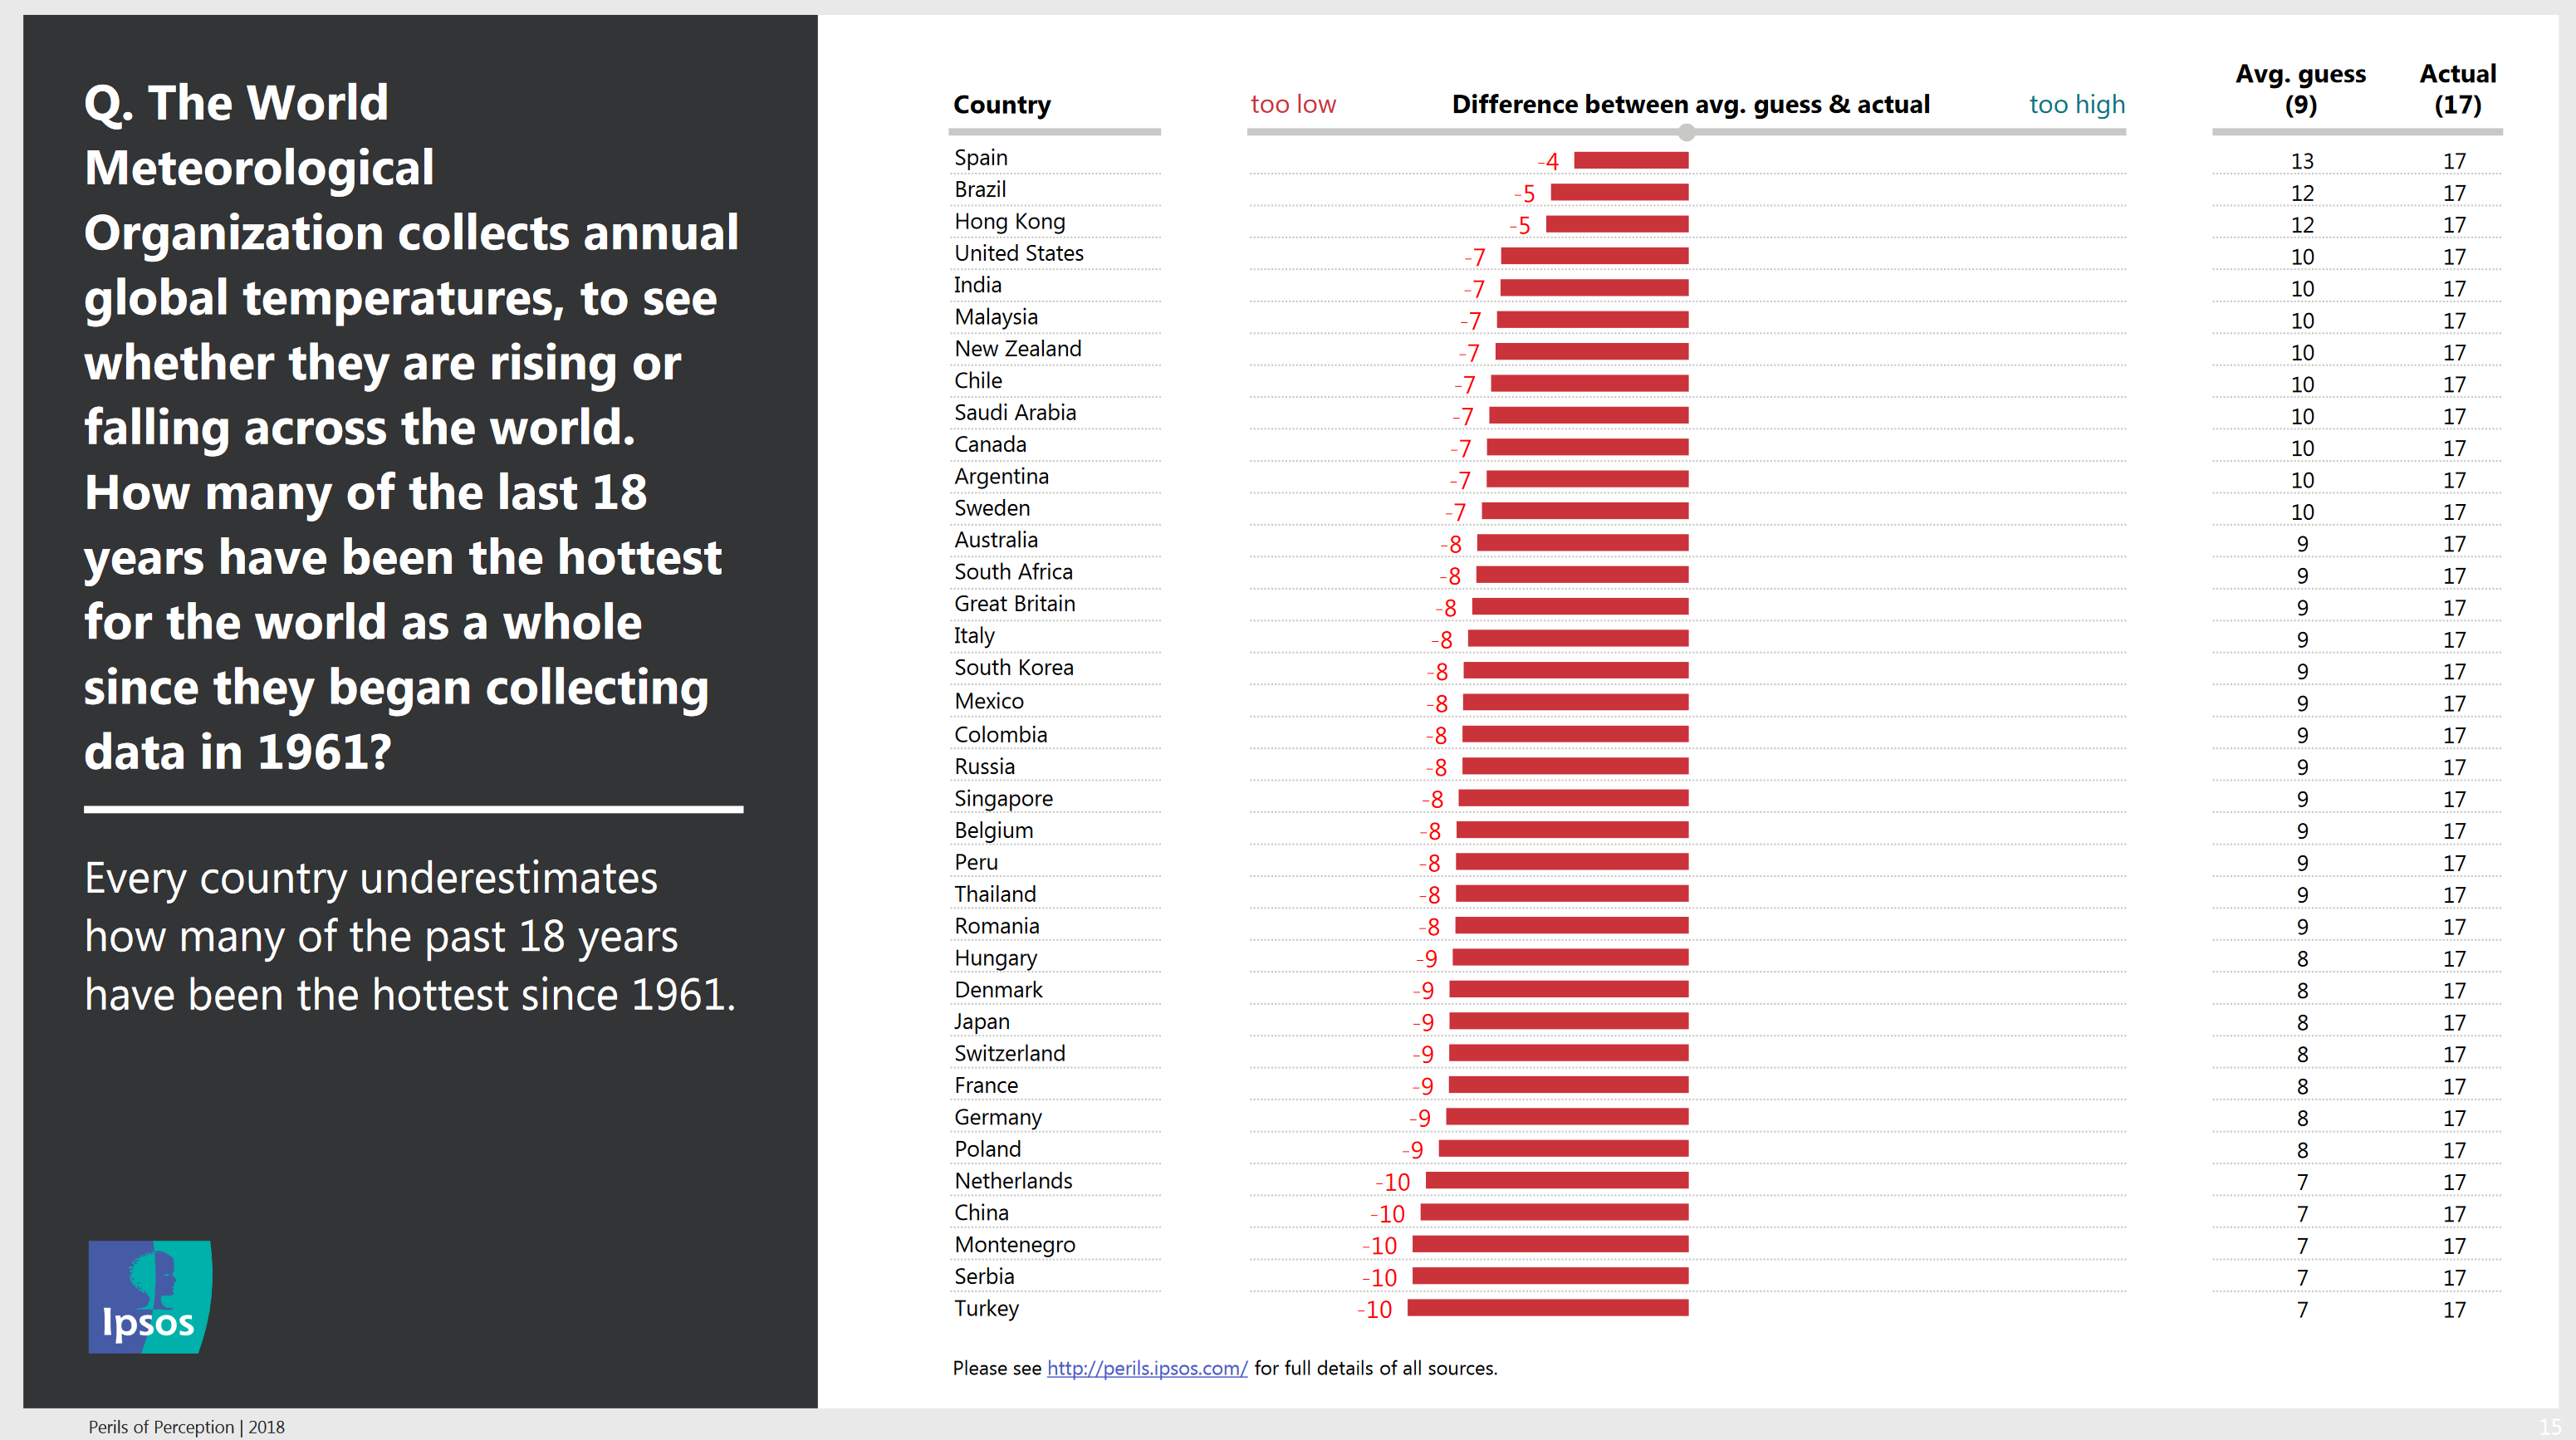 Q. The World
Meteorological
Organization collects annual
global temperatures, to see
whether they are rising or
falling across the world.
How many of the last 18
years have been the hottest
for the world as a whole
since they began collecting
data in 1961?
Every country underestimates
how many of the past 18 years
have been the hottest since 1961.
Ipsos
Country too low Difference between avg. guess & actual too high Avg. guess (9) Actual (17)
Spain -4 13 17
Brazil -5 12 17
Hong Kong -5 12 17
United States -7 10 17
India -7 10 17
Malaysia -7 10 17
New Zealand -7 10 17
Chile -7 10 17
Saudi Arabia -7 10 17
Canada -7 10 17
Argentina -7 10 17
Sweden -7 10 17
Australia -8 9 17
South Africa -8 9 17
Great Britain -8 9 17
Italy -8 9 17
South Korea -8 9 17
Mexico -8 9 17
Colombia -8 9 17
Russia -8 9 17
Singapore -8 9 17
Belgium -8 9 17
Peru -8 9 17
Thailand -8 9 17
Romania -8 9 17
Hungary -9 8 17
Denmark -9 8 17
Japan -9 8 17
Switzerland -9 8 17
France -9 8 17
Germany -9 8 17
Poland -9 8 17
Netherlands -10 7 17
China -10 7 17
Montenegro -10 7 17
Serbia -10 7 17
Turkey -10 7 17
Please see http://perils.ipsos.com/ for full details of all sources.
Perils of Perception | 2018
15